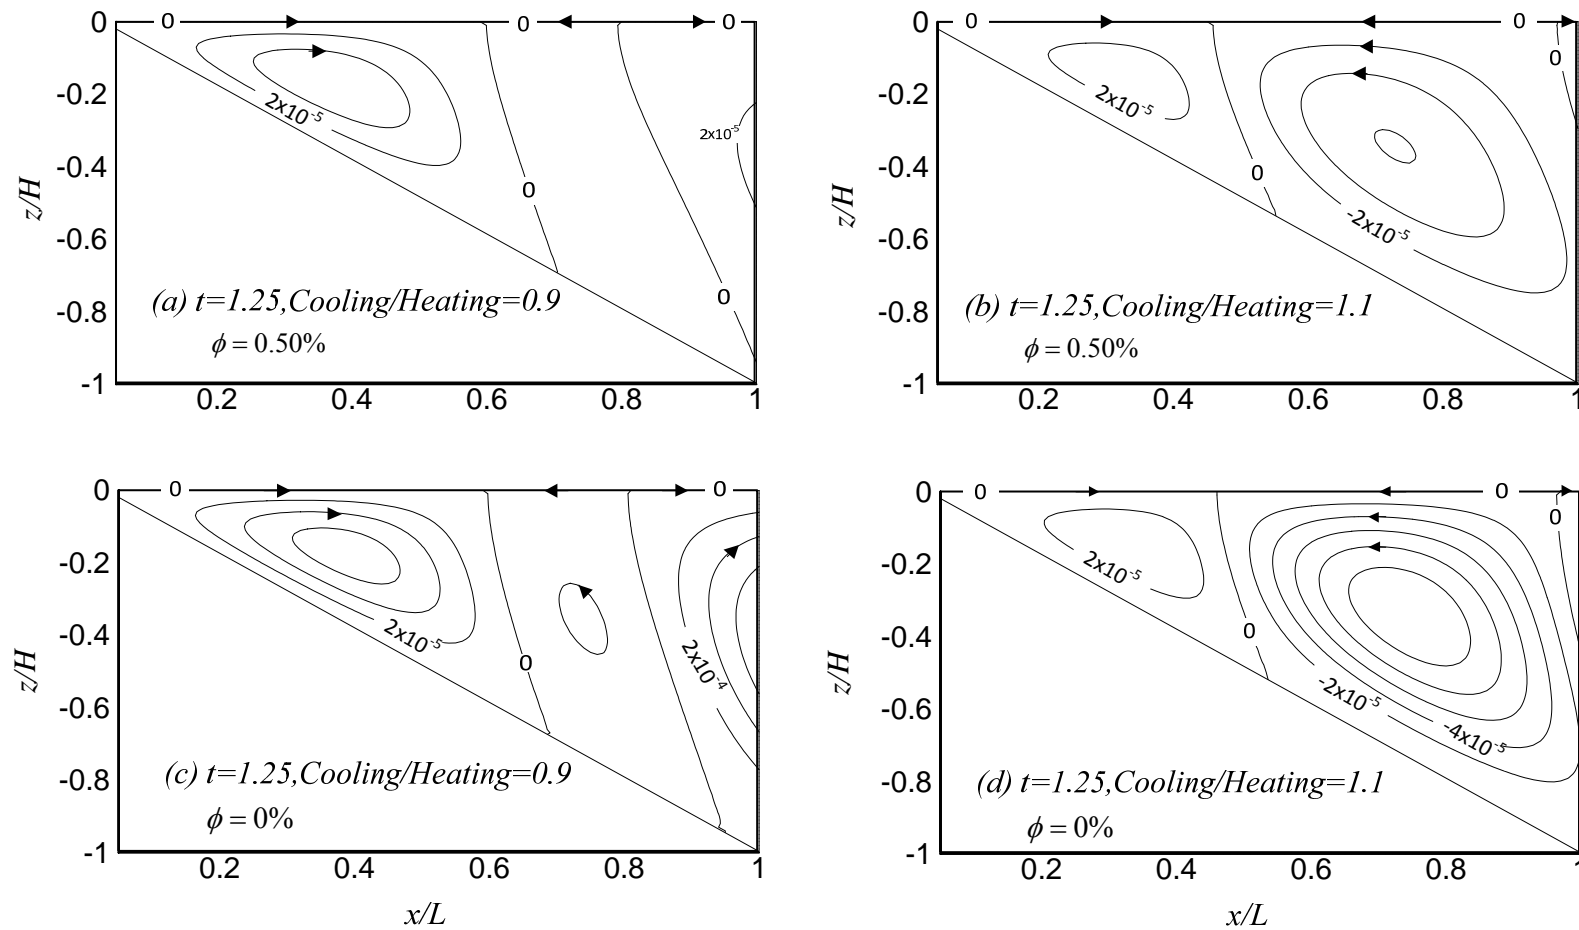 0 0 0 0
-0.2
-0.4
-0.6
-0.8
-1
z/H
2x10⁻⁵
2x10⁻⁵
0
0
(a) t=1.25,Cooling/Heating=0.9
ϕ = 0.50%
0.2 0.4 0.6 0.8 1
0 0 0
-0.2
-0.4
-0.6
-0.8
-1
z/H
0
2x10⁻⁵
0
-2x10⁻⁵
(b) t=1.25,Cooling/Heating=1.1
ϕ = 0.50%
0.2 0.4 0.6 0.8 1
0 0 0
-0.2
-0.4
-0.6
-0.8
-1
z/H
2x10⁻⁵
0
2x10⁻⁴
(c) t=1.25,Cooling/Heating=0.9
ϕ = 0%
0.2 0.4 0.6 0.8 1
x/L
0 0 0
-0.2
-0.4
-0.6
-0.8
-1
z/H
0
2x10⁻⁵
0
-2x10⁻⁵
-4x10⁻⁵
(d) t=1.25,Cooling/Heating=1.1
ϕ = 0%
0.2 0.4 0.6 0.8 1
x/L